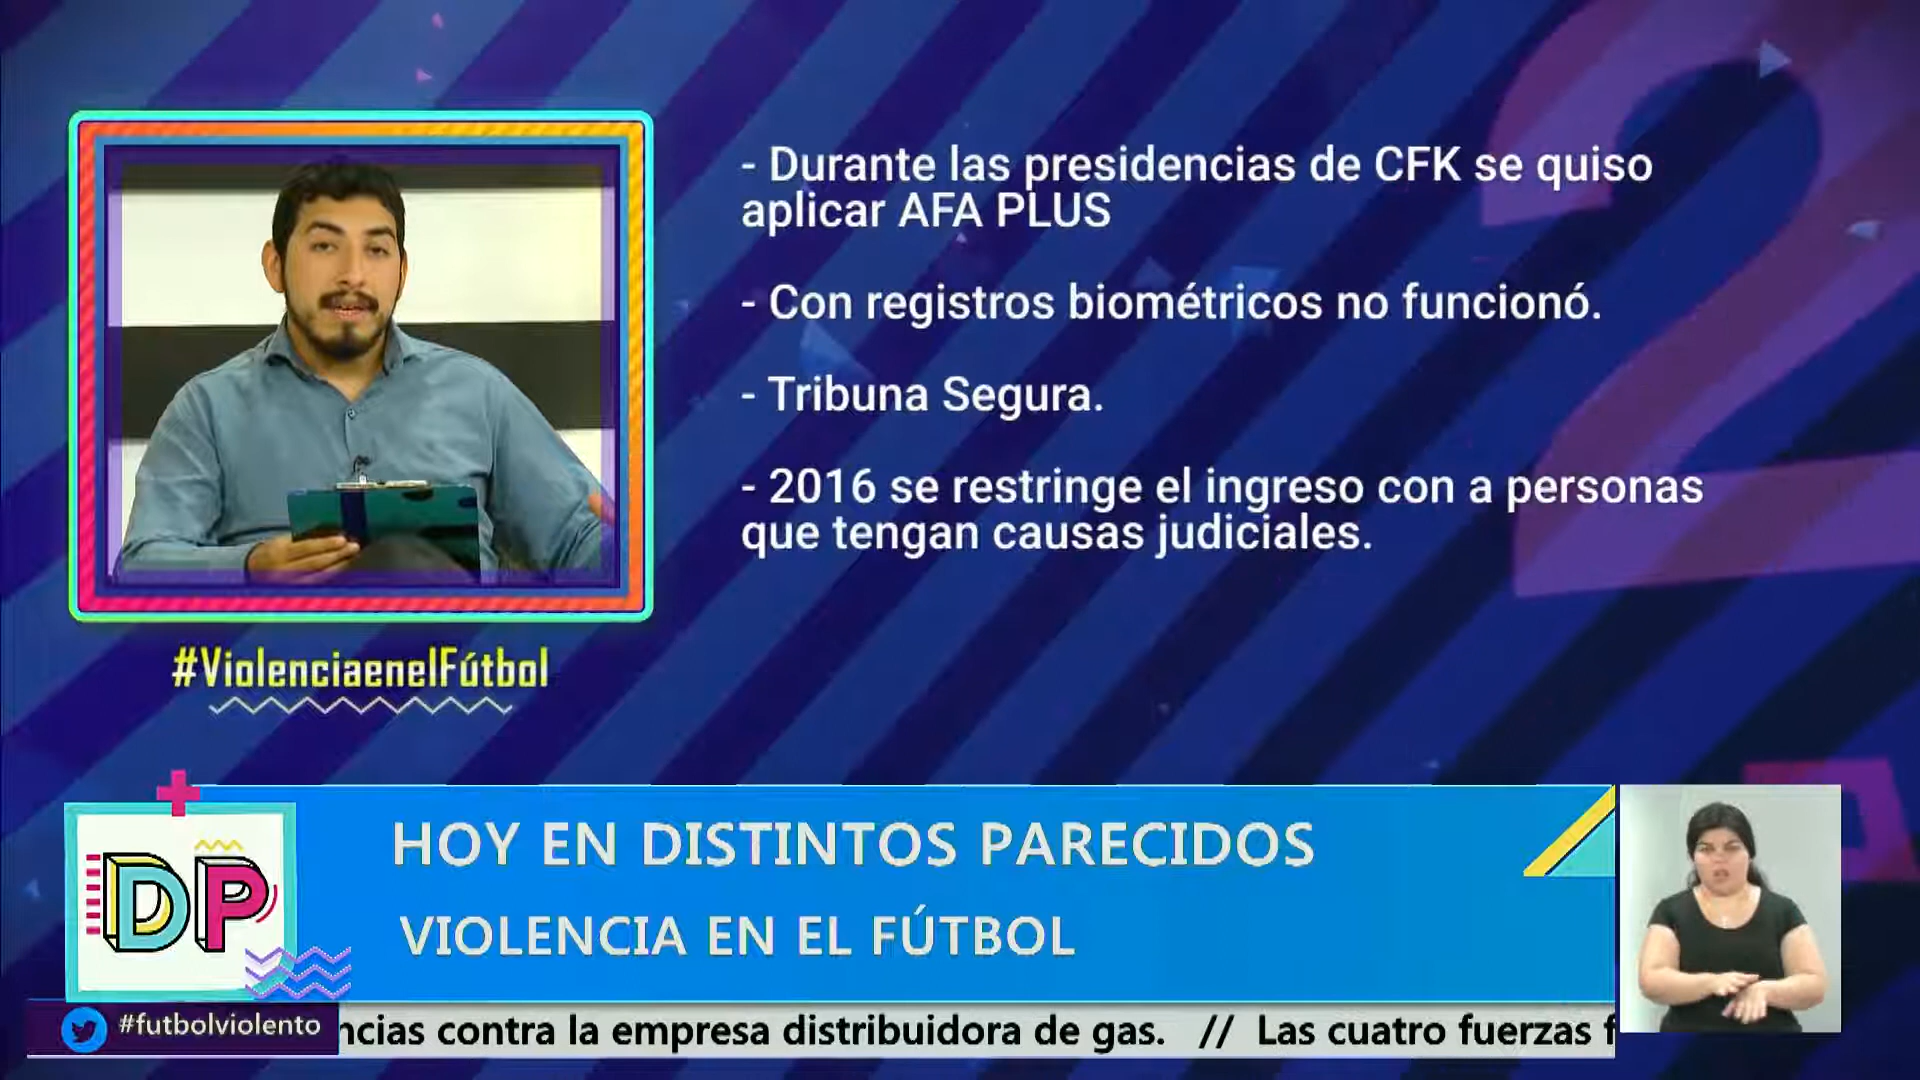 - Durante las presidencias de CFK se quiso
aplicar AFA PLUS
- Con registros biométricos no funcionó.
- Tribuna Segura.
- 2016 se restringe el ingreso con a personas
que tengan causas judiciales.
#ViolenciaenelFútbol
DP
HOY EN DISTINTOS PARECIDOS
VIOLENCIA EN EL FÚTBOL
#futbolviolento
contra la empresa distribuidora de gas. // Las cuatro fuerzas